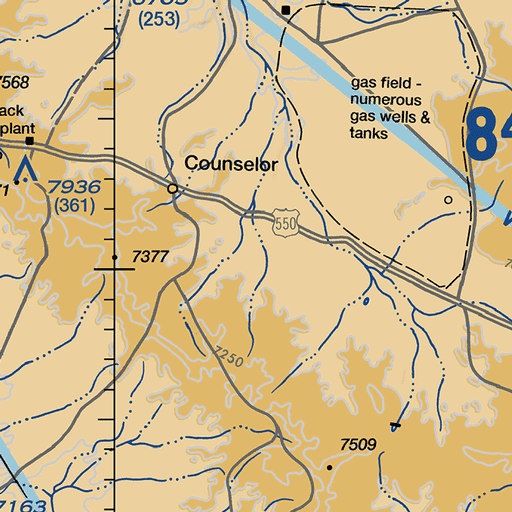 (253)
7568
gas field -
numerous
gas wells &
tanks
plant
84
Counselor
7936
(361)
550
7377
7250
7509
7163